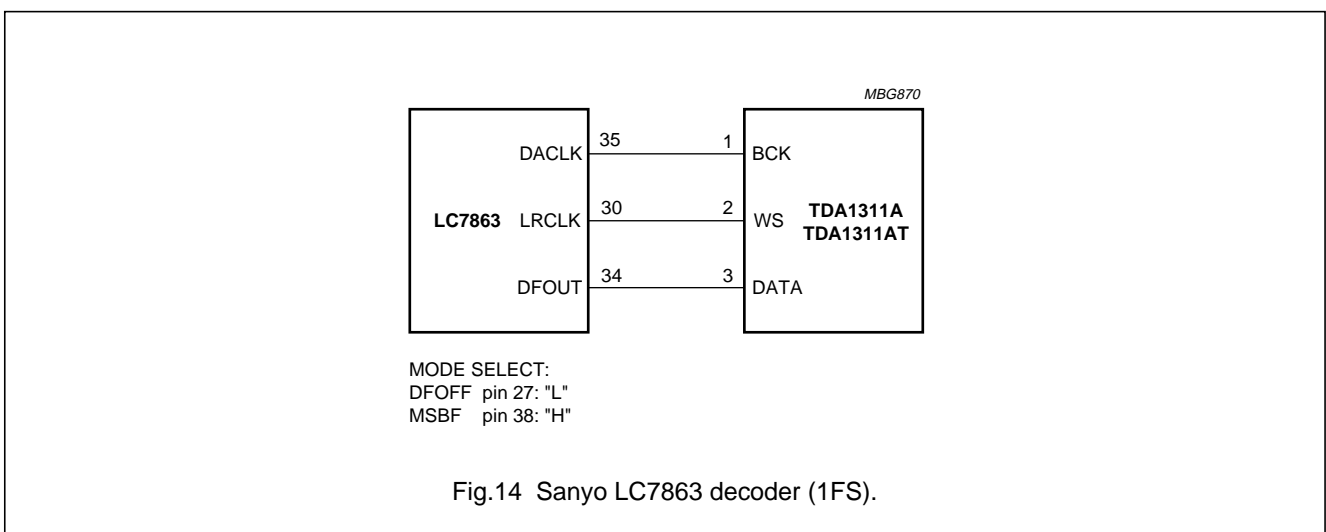 MBG870
DACLK 35 1 BCK
LC7863 LRCLK 30 2 WS TDA1311A
TDA1311AT
DFOUT 34 3 DATA
MODE SELECT:
DFOFF pin 27: "L"
MSBF pin 38: "H"
Fig.14 Sanyo LC7863 decoder (1FS).